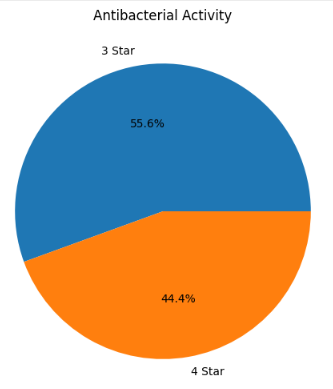 Antibacterial Activity
3 Star
55.6%
44.4%
4 Star